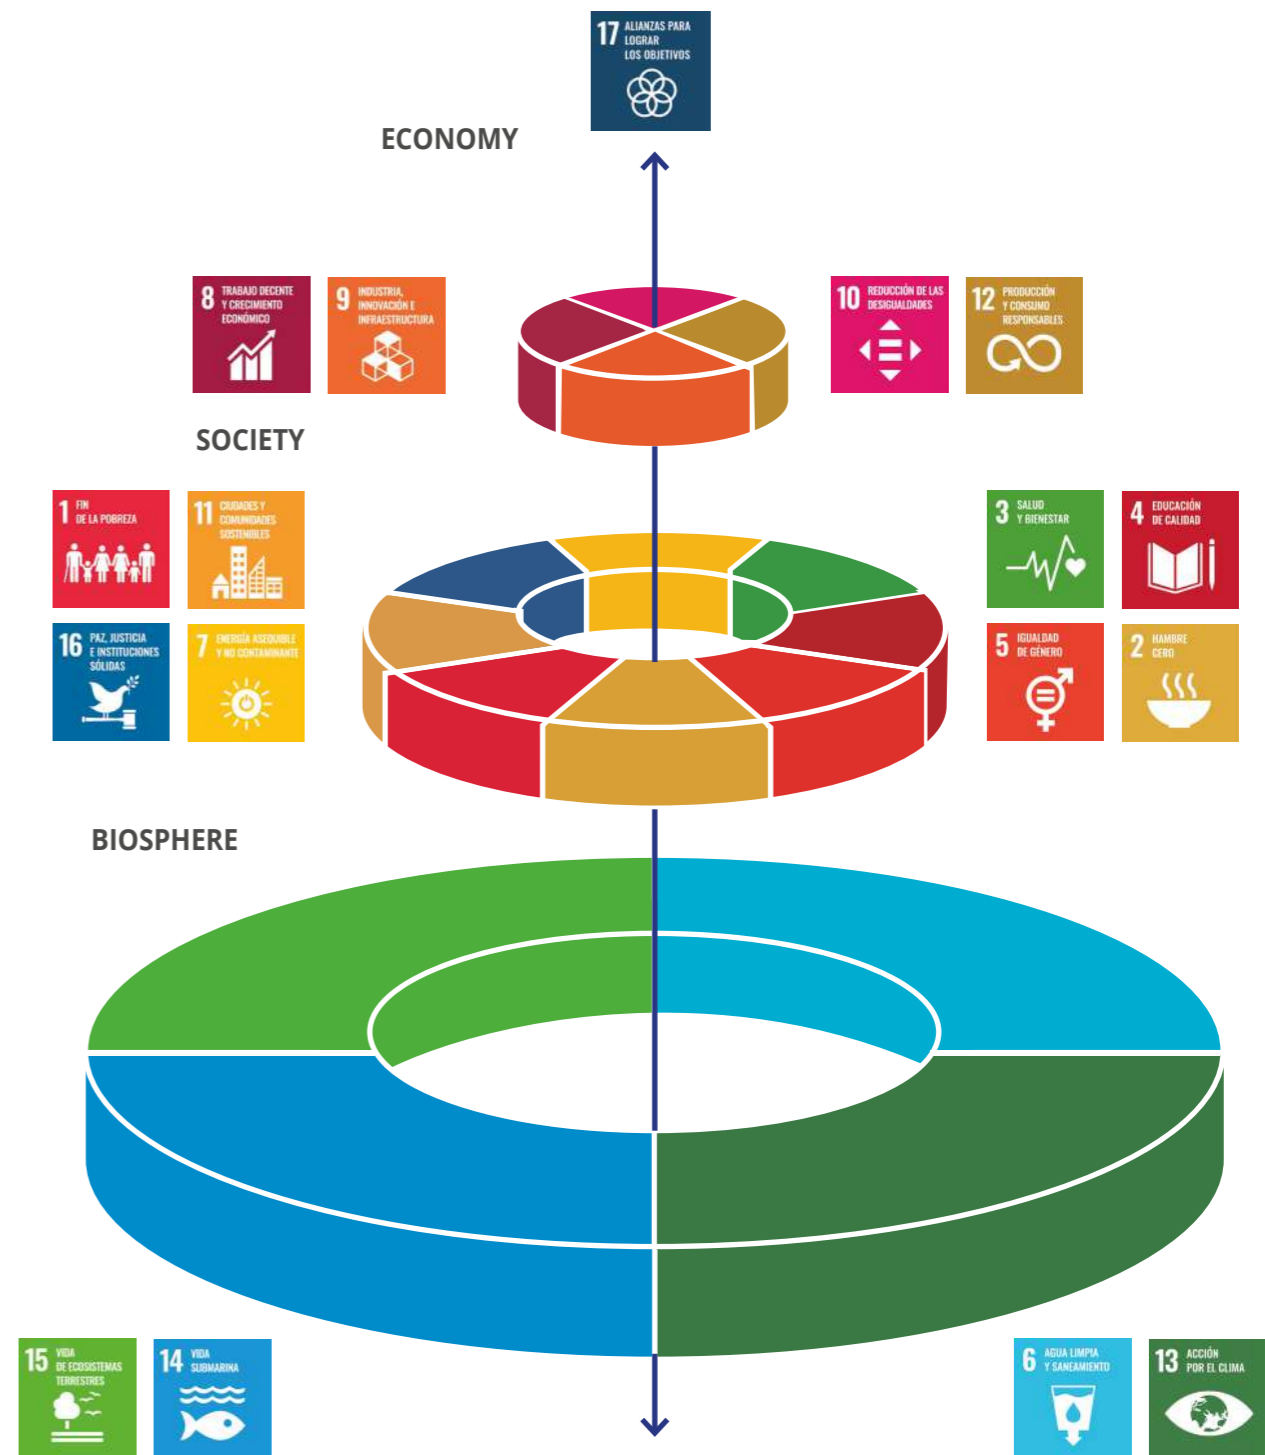 17 ALIANZAS PARA
LOGRAR
LOS OBJETIVOS
ECONOMY
8 TRABAJO DECENTE
Y CRECIMIENTO
ECONÓMICO
9 INDUSTRIA,
INNOVACIÓN E
INFRAESTRUCTURA
10 REDUCCIÓN DE LAS
DESIGUALDADES
12 PRODUCCIÓN
Y CONSUMO
RESPONSABLES
SOCIETY
1 FIN
DE LA POBREZA
11 CIUDADES Y
COMUNIDADES
SOSTENIBLES
3 SALUD
Y BIENESTAR
4 EDUCACIÓN
DE CALIDAD
16 PAZ, JUSTICIA
E INSTITUCIONES
SÓLIDAS
7 ENERGÍA ASEQUIBLE
Y NO CONTAMINANTE
5 IGUALDAD
DE GÉNERO
2 HAMBRE
CERO
BIOSPHERE
15 VIDA
DE ECOSISTEMAS
TERRESTRES
14 VIDA
SUBMARINA
6 AGUA LIMPIA
Y SANEAMIENTO
13 ACCIÓN
POR EL CLIMA